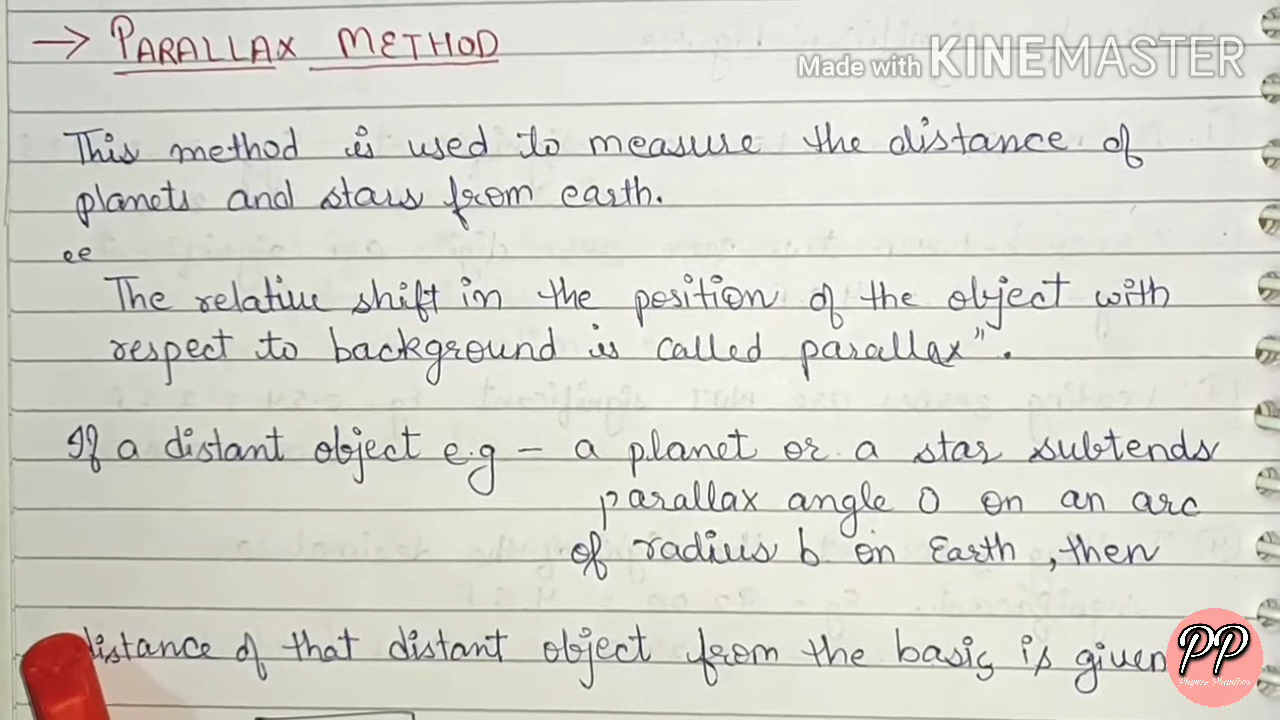 → PARALLAX METHOD
Made with KINEMASTER
This method is used to measure the distance of
planets and stars from earth.
“
The relative shift in the position of the object with
respect to background is called parallax”.
If a distant object e.g - a planet or a star subtends
parallax angle θ on an arc
of radius b on Earth, then
distance of that distant object from the basis is given
PP
Physics Phantom